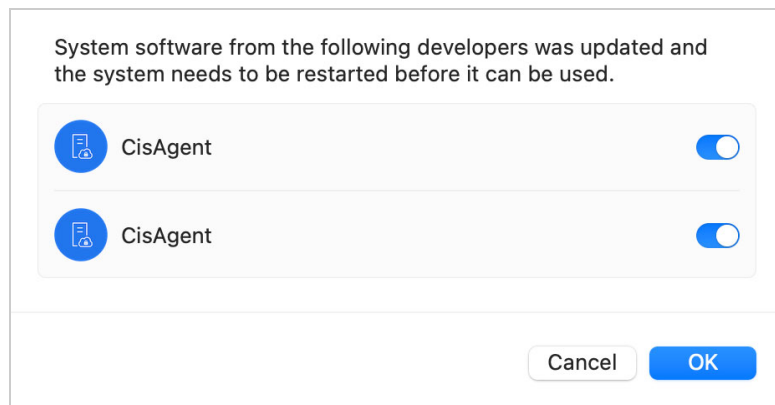 System software from the following developers was updated and
the system needs to be restarted before it can be used.
CisAgent
CisAgent
Cancel
OK